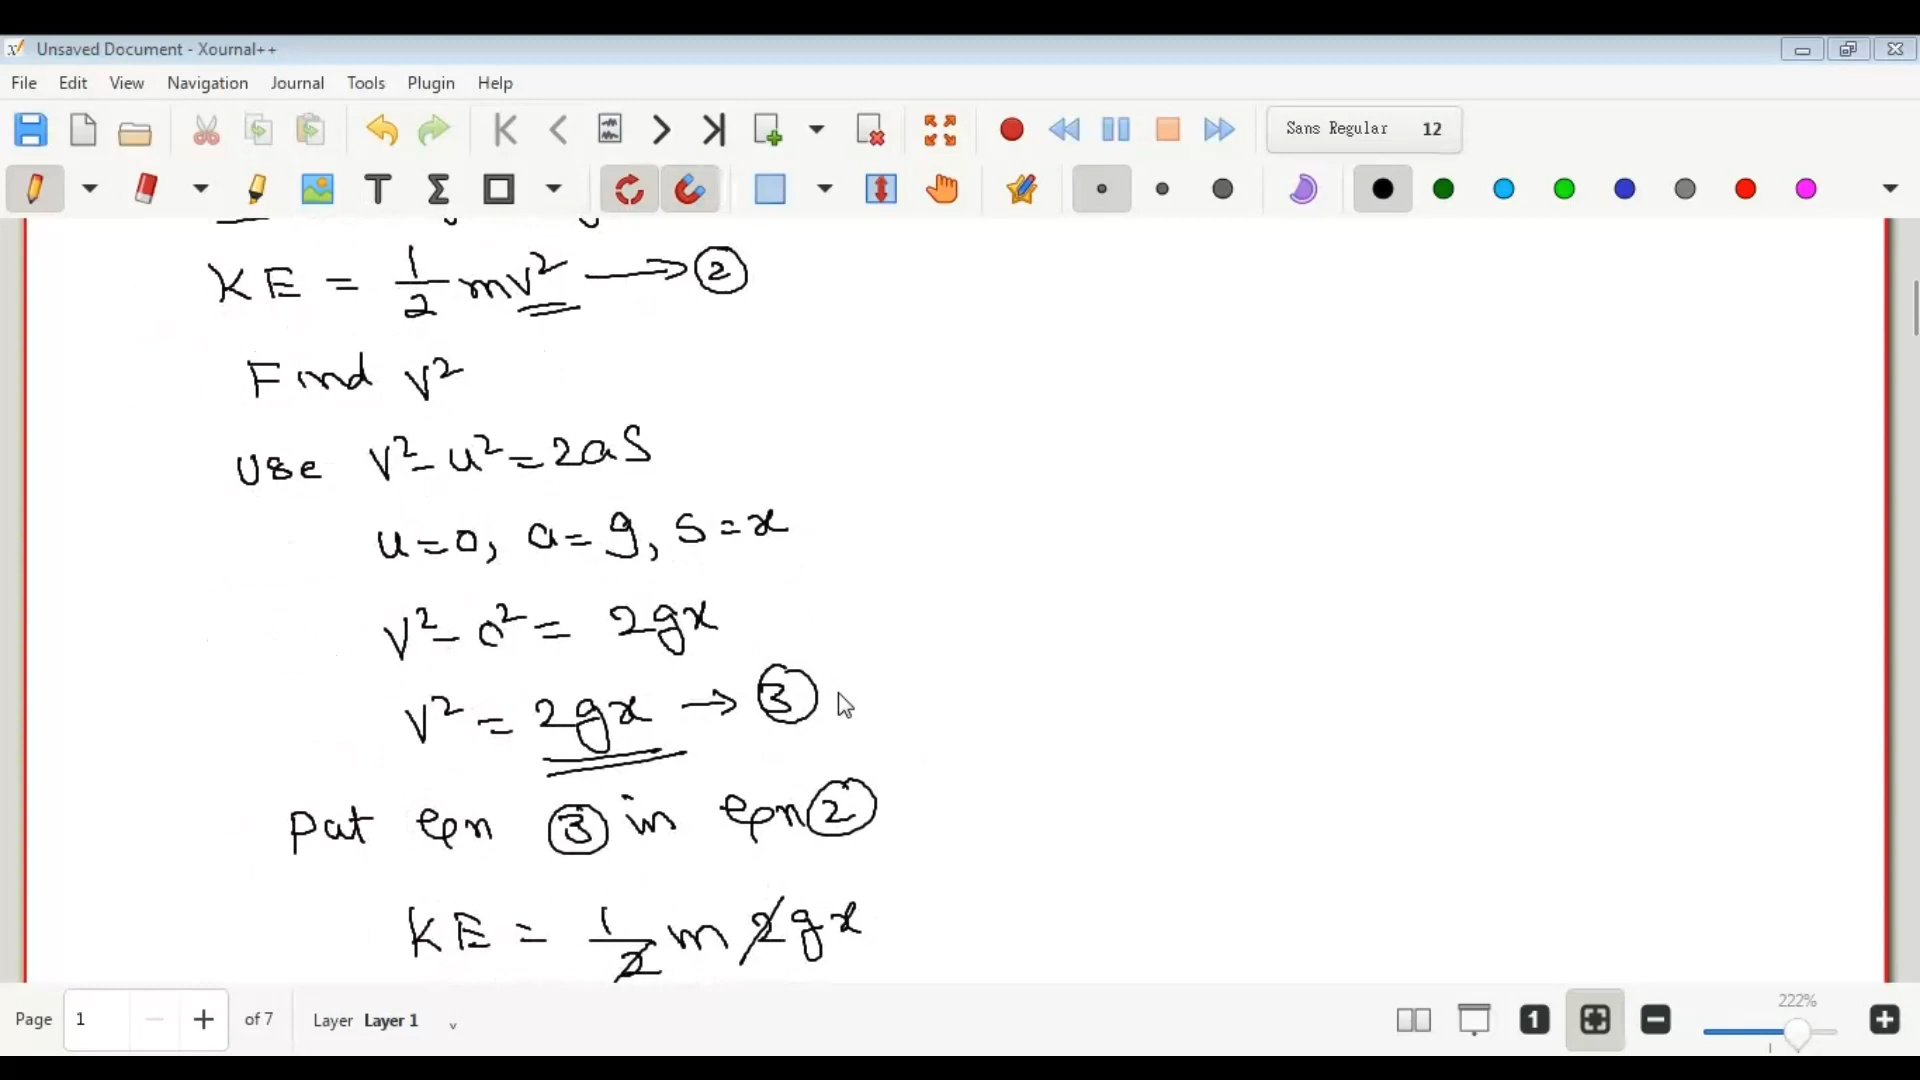 Unsaved Document - Xournal++
File Edit View Navigation Journal Tools Plugin Help
Sans Regular 12
KE = 1/2 mv² → ②
Find v²
Use v² - u² = 2aS
u = 0, a = g, S = x
v² - 0² = 2gx
v² = 2gx → ③
put eqn ③ in eqn ②
KE = 1/2 m 2gx
Page 1 of 7 Layer Layer 1
222%